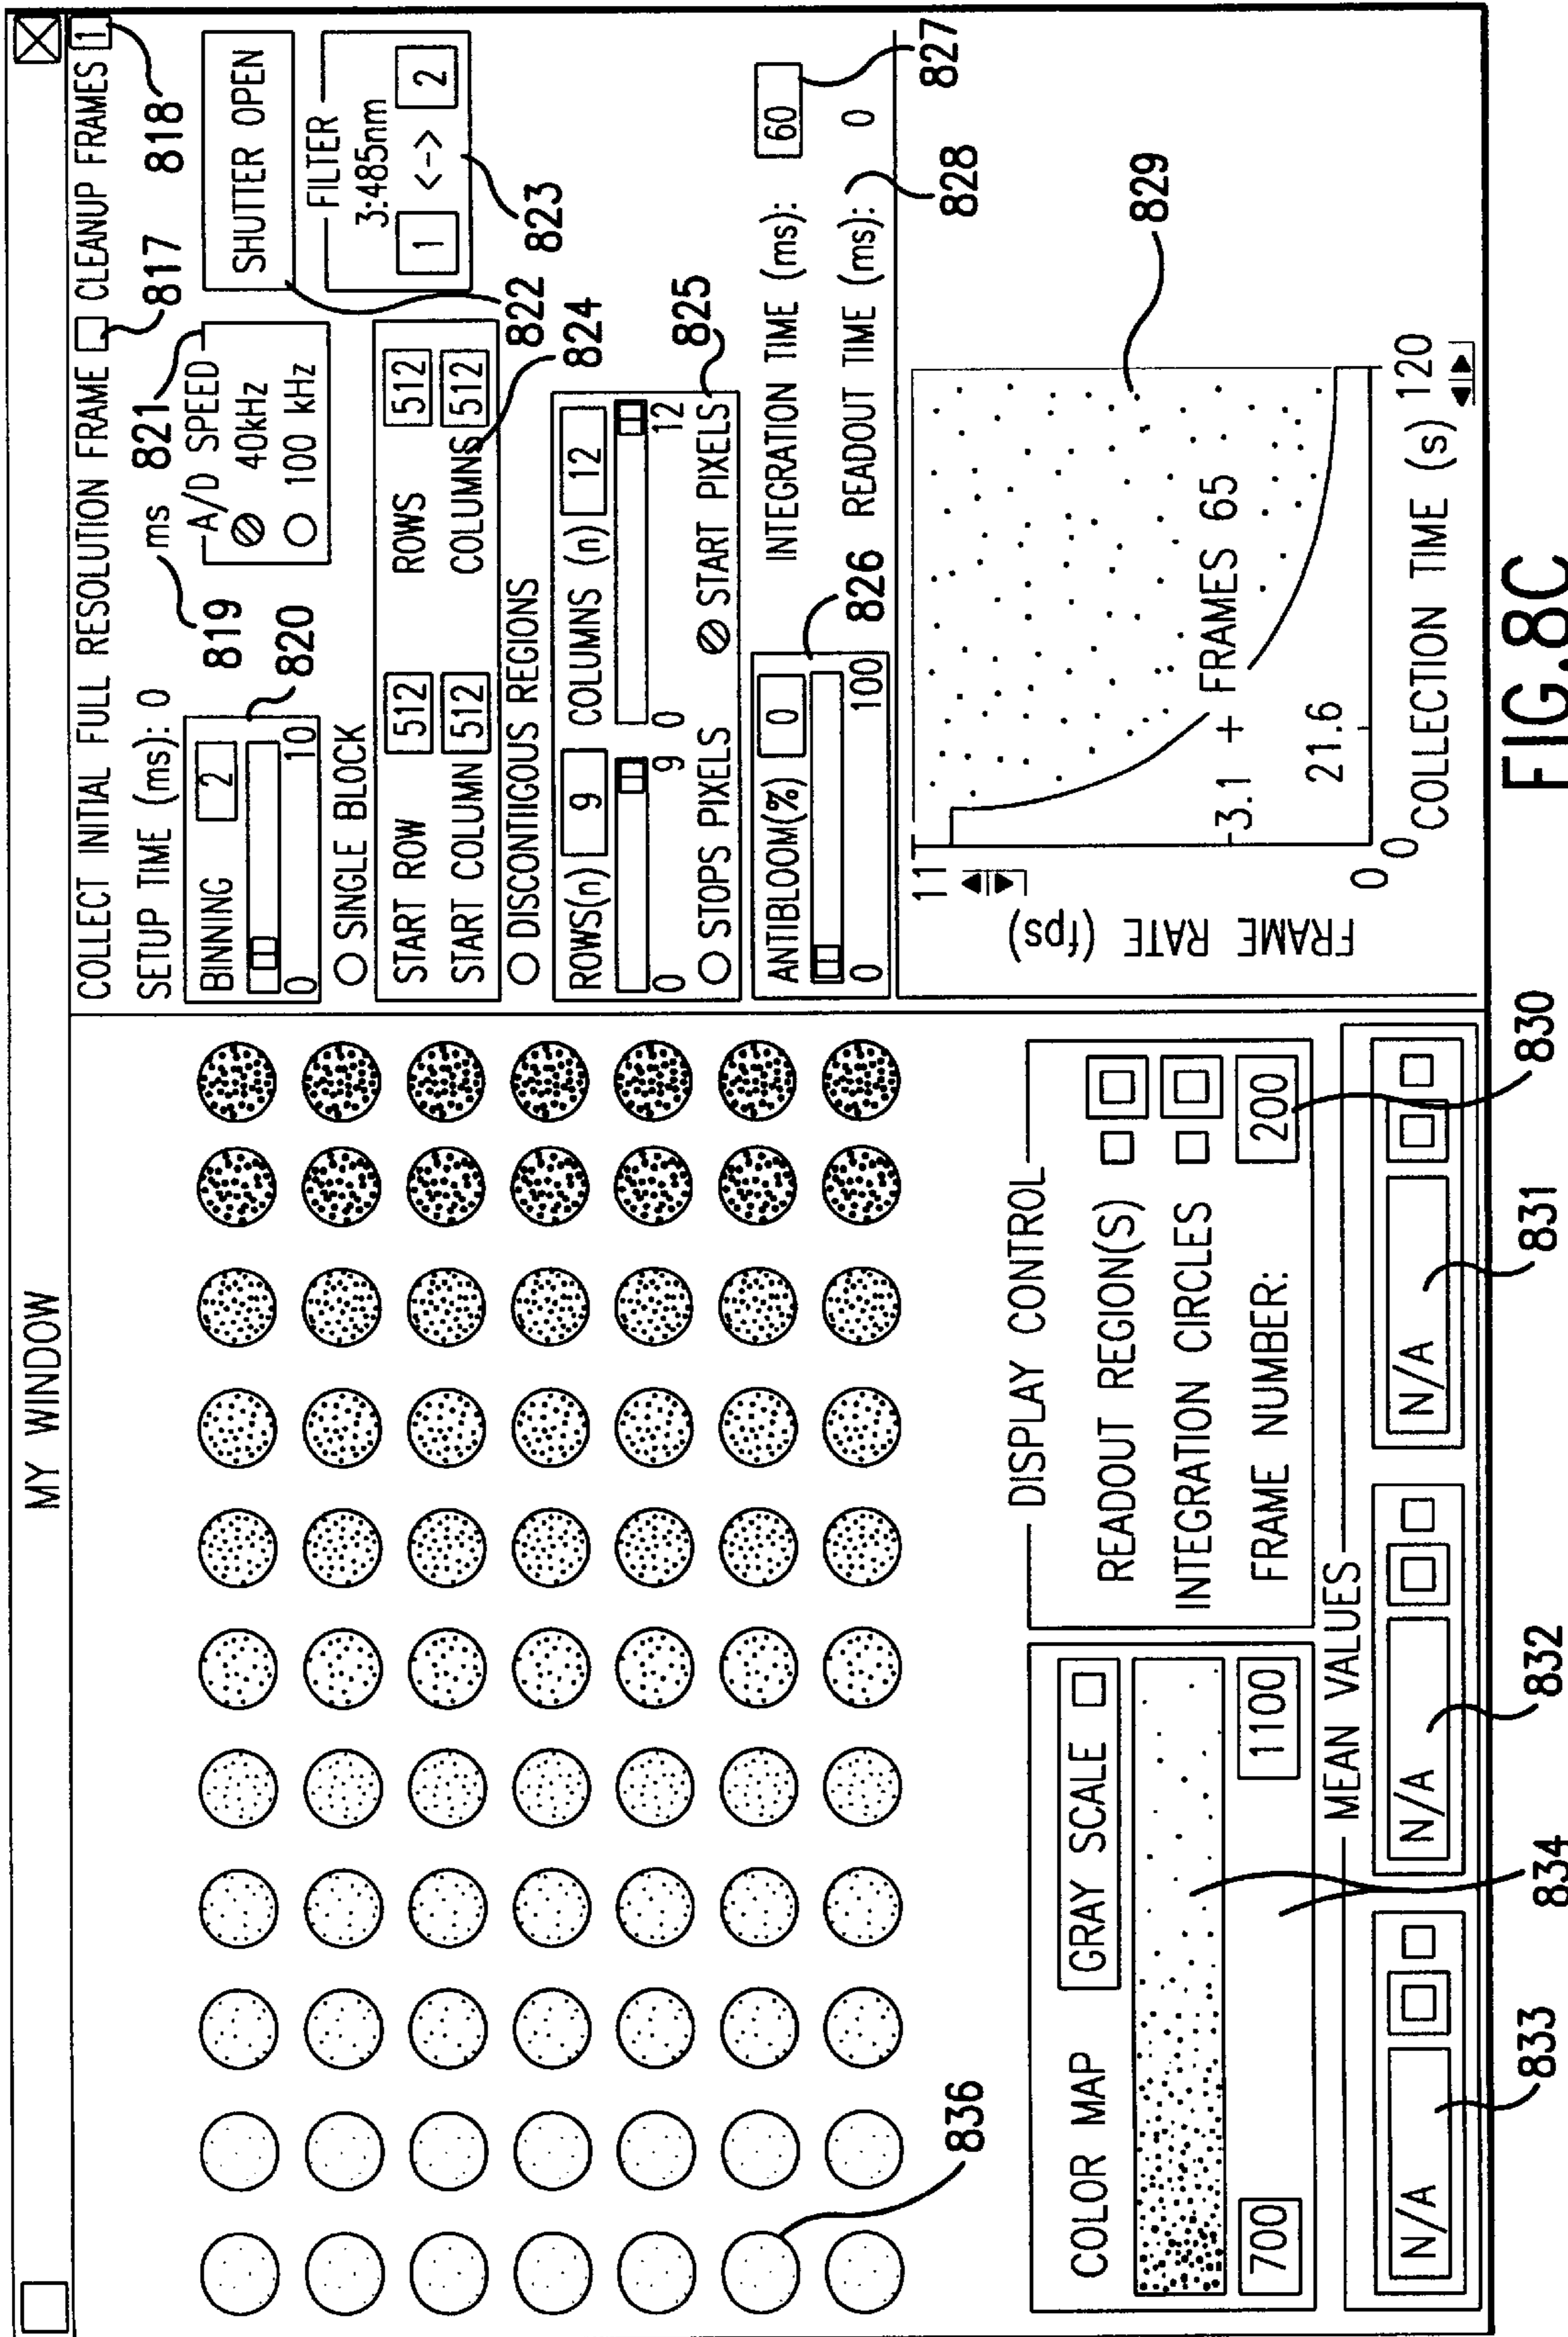 MY WINDOW
COLLECT INITIAL FULL RESOLUTION FRAME CLEANUP FRAMES 1
817
818
SETUP TIME (ms): 0
ms
819
BINNING 2
0 10
820
A/D SPEED
821
40kHz
100 kHz
SHUTTER OPEN
822
FILTER
3:485nm
1 <-> 2
823
SINGLE BLOCK
START ROW 512 ROWS 512
START COLUMN 512 COLUMNS 512
824
DISCONTIIGOUS REGIONS
ROWS(n) 9 COLUMNS (n) 12
0 9 0 12
STOPS PIXELS START PIXELS
825
ANTIBLOOM(%) 0
0 100
826
INTEGRATION TIME (ms): 60
827
READOUT TIME (ms): 0
828
11
FRAME RATE (fps)
3.1 + FRAMES 65
21.6
0
0
120
COLLECTION TIME (s)
829
836
COLOR MAP GRAY SCALE
700 1100
834
DISPLAY CONTROL
READOUT REGION(S)
INTEGRATION CIRCLES
FRAME NUMBER: 200
830
MEAN VALUES
N/A N/A N/A
833 832 831
FIG.8C